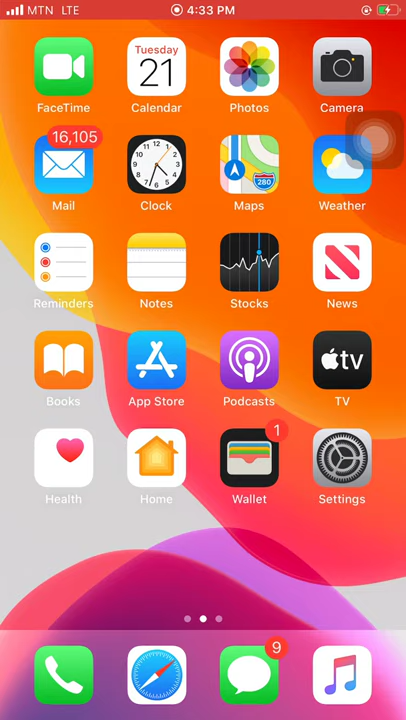 MTN LTE 4:33 PM
Tuesday
21
FaceTime Calendar Photos Camera
16,105
280
Mail Clock Maps Weather
Reminders Notes Stocks News
tv
Books App Store Podcasts TV
1
Health Home Wallet Settings
9